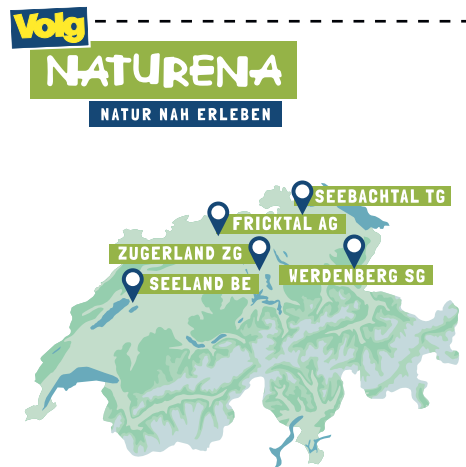 Volg
NATURENA
NATUR NAH ERLEBEN
SEEBACHTAL TG
FRICKTAL AG
ZUGERLAND ZG
WERDENBERG SG
SEELAND BE